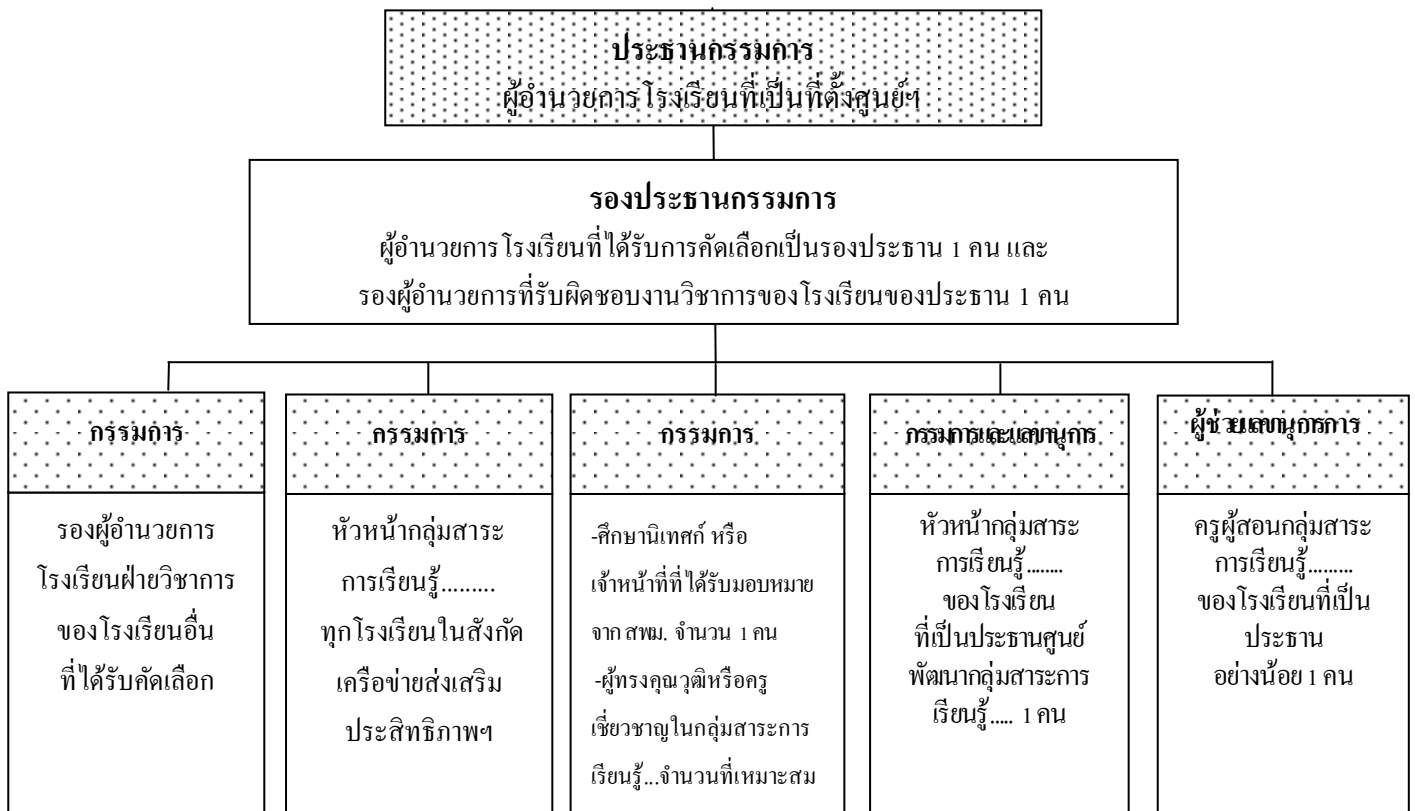 ประธานกรรมการ
ผู้อำนวยการโรงเรียนที่เป็นที่ตั้งศูนย์ฯ
รองประธานกรรมการ
ผู้อำนวยการโรงเรียนที่ได้รับการคัดเลือกเป็นรองประธาน 1 คน และ
รองผู้อำนวยการที่รับผิดชอบงานวิชาการของโรงเรียนของประธาน 1 คน
กรรมการ
รองผู้อำนวยการ
โรงเรียนฝ่ายวิชาการ
ของโรงเรียนอื่น
ที่ได้รับคัดเลือก
กรรมการ
หัวหน้ากลุ่มสาระ
การเรียนรู้.........
ทุกโรงเรียนในสังกัด
เครือข่ายส่งเสริม
ประสิทธิภาพฯ
กรรมการ
-ศึกษานิเทศก์ หรือ
เจ้าหน้าที่ที่ได้รับมอบหมาย
จาก สพม. จำนวน 1 คน
-ผู้ทรงคุณวุฒิหรือครู
เชี่ยวชาญในกลุ่มสาระการ
เรียนรู้...จำนวนที่เหมาะสม
กรรมการและเลขานุการ
หัวหน้ากลุ่มสาระ
การเรียนรู้........
ของโรงเรียน
ที่เป็นประธานศูนย์
พัฒนากลุ่มสาระการ
เรียนรู้..... 1 คน
ผู้ช่วยเลขานุการ
ครูผู้สอนกลุ่มสาระ
การเรียนรู้.........
ของโรงเรียนที่เป็น
ประธาน
อย่างน้อย 1 คน